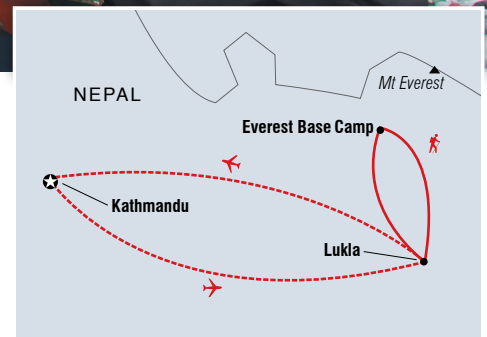 NEPAL
Mt Everest
Everest Base Camp
Kathmandu
Lukla